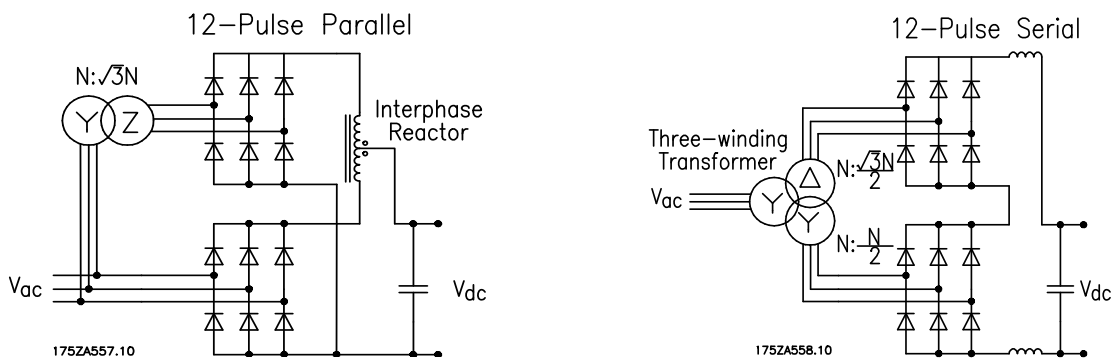 12-Pulse Parallel
N:√3N
Y Z
Interphase
Reactor
Vac
Vdc
175ZA557.10
12-Pulse Serial
Three-winding
Transformer
Δ
N:√3N/2
Vac
Y
Y
N:N/2
Vdc
175ZA558.10